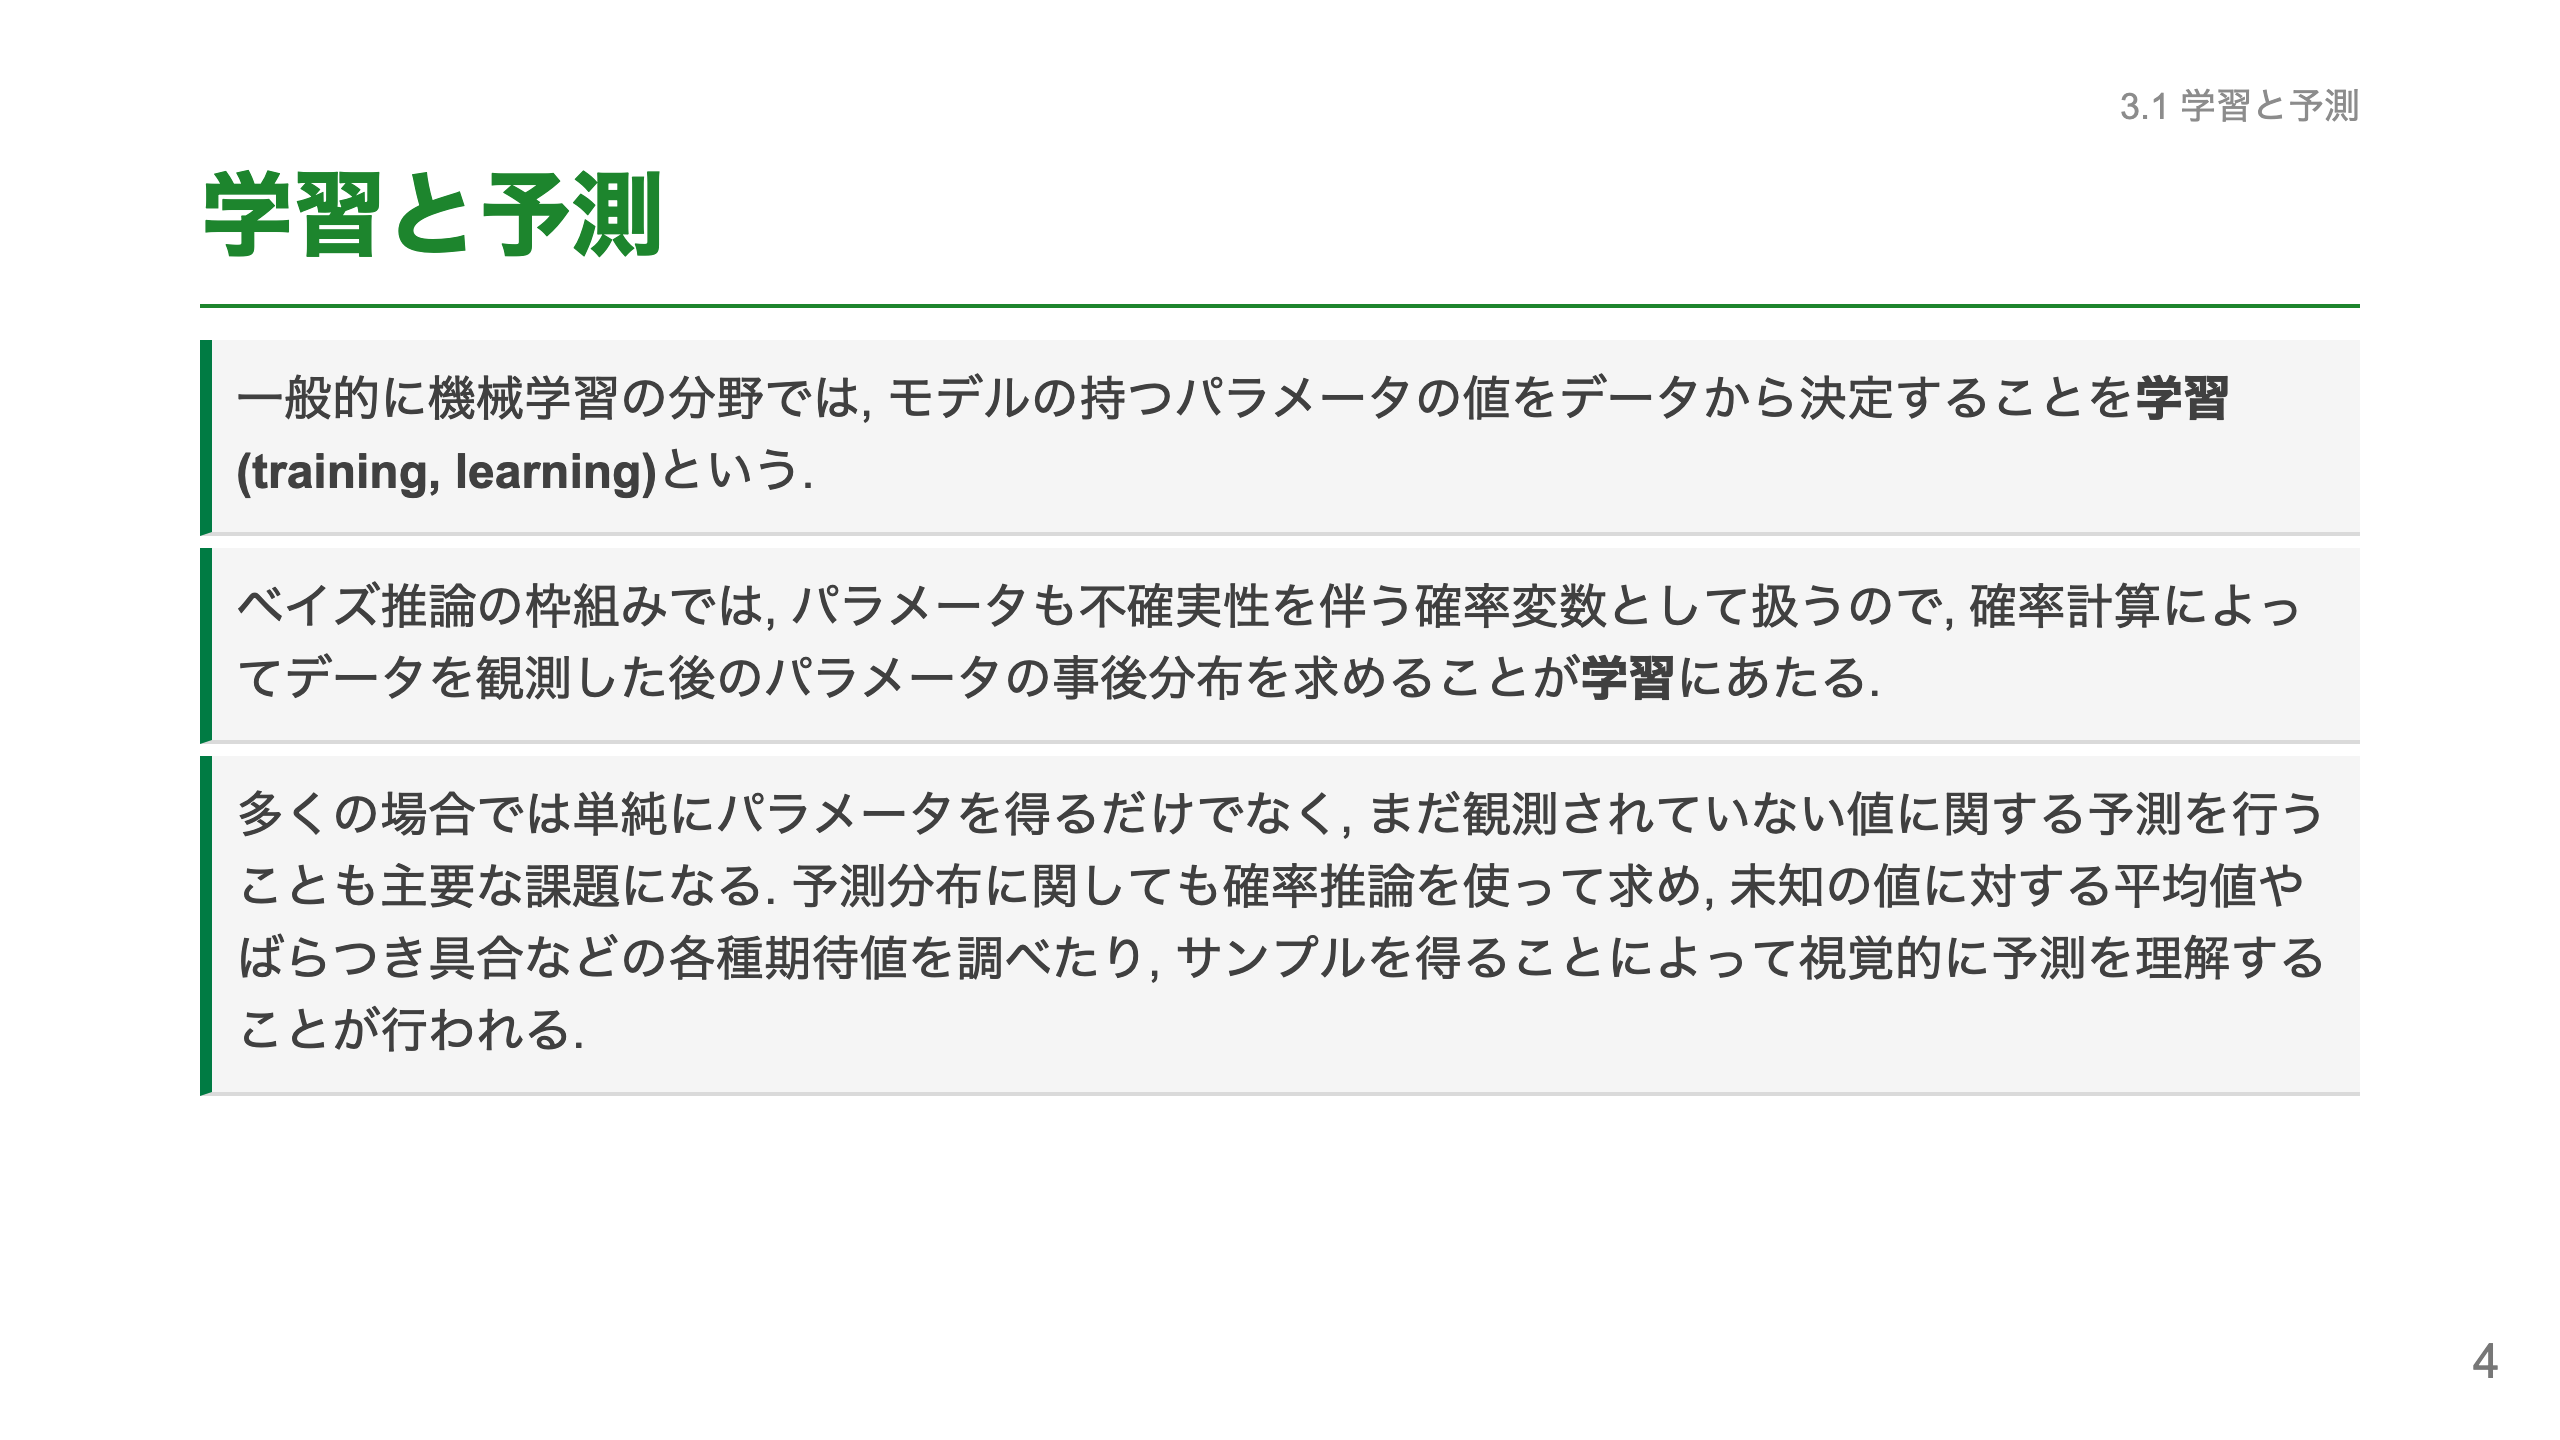 3.1 学習と予測
学習と予測
一般的に機械学習の分野では, モデルの持つパラメータの値をデータから決定することを学習
(training, learning)という.
ベイズ推論の枠組みでは, パラメータも不確実性を伴う確率変数として扱うので, 確率計算によっ
てデータを観測した後のパラメータの事後分布を求めることが学習にあたる.
多くの場合では単純にパラメータを得るだけでなく, まだ観測されていない値に関する予測を行う
ことも主要な課題になる. 予測分布に関しても確率推論を使って求め, 未知の値に対する平均値や
ばらつき具合などの各種期待値を調べたり, サンプルを得ることによって視覚的に予測を理解する
ことが行われる.
4